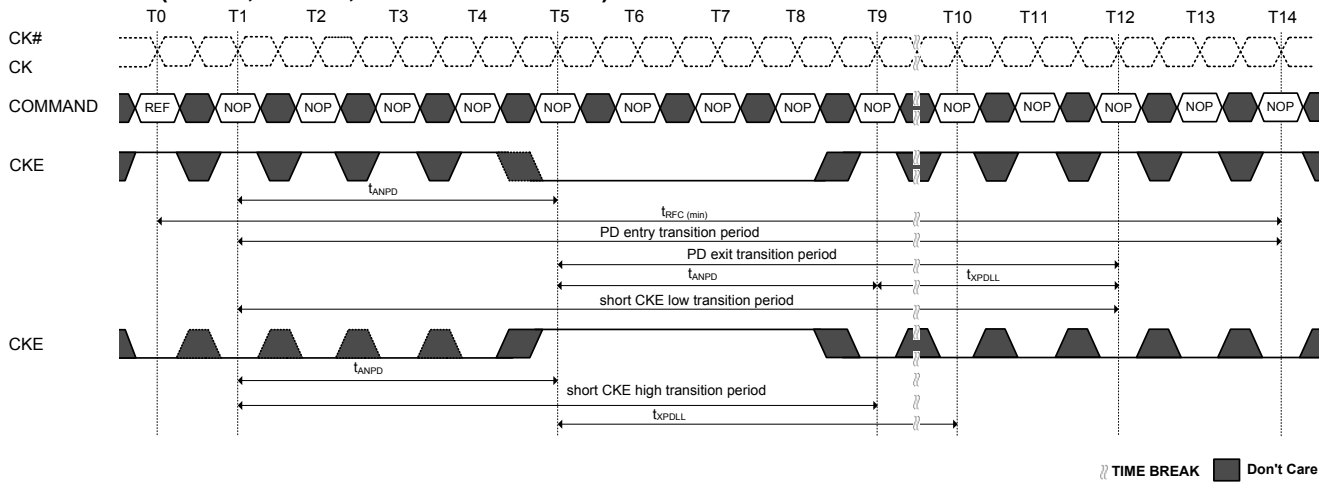 T0 T1 T2 T3 T4 T5 T6 T7 T8 T9 T10 T11 T12 T13 T14
CK#
CK
COMMAND REF NOP NOP NOP NOP NOP NOP NOP NOP NOP NOP NOP NOP NOP NOP
CKE
tANPD
tRFC (min)
PD entry transition period
PD exit transition period
tANPD tXPDLL
short CKE low transition period
CKE
tANPD
short CKE high transition period
tXPDLL
TIME BREAK Don't Care